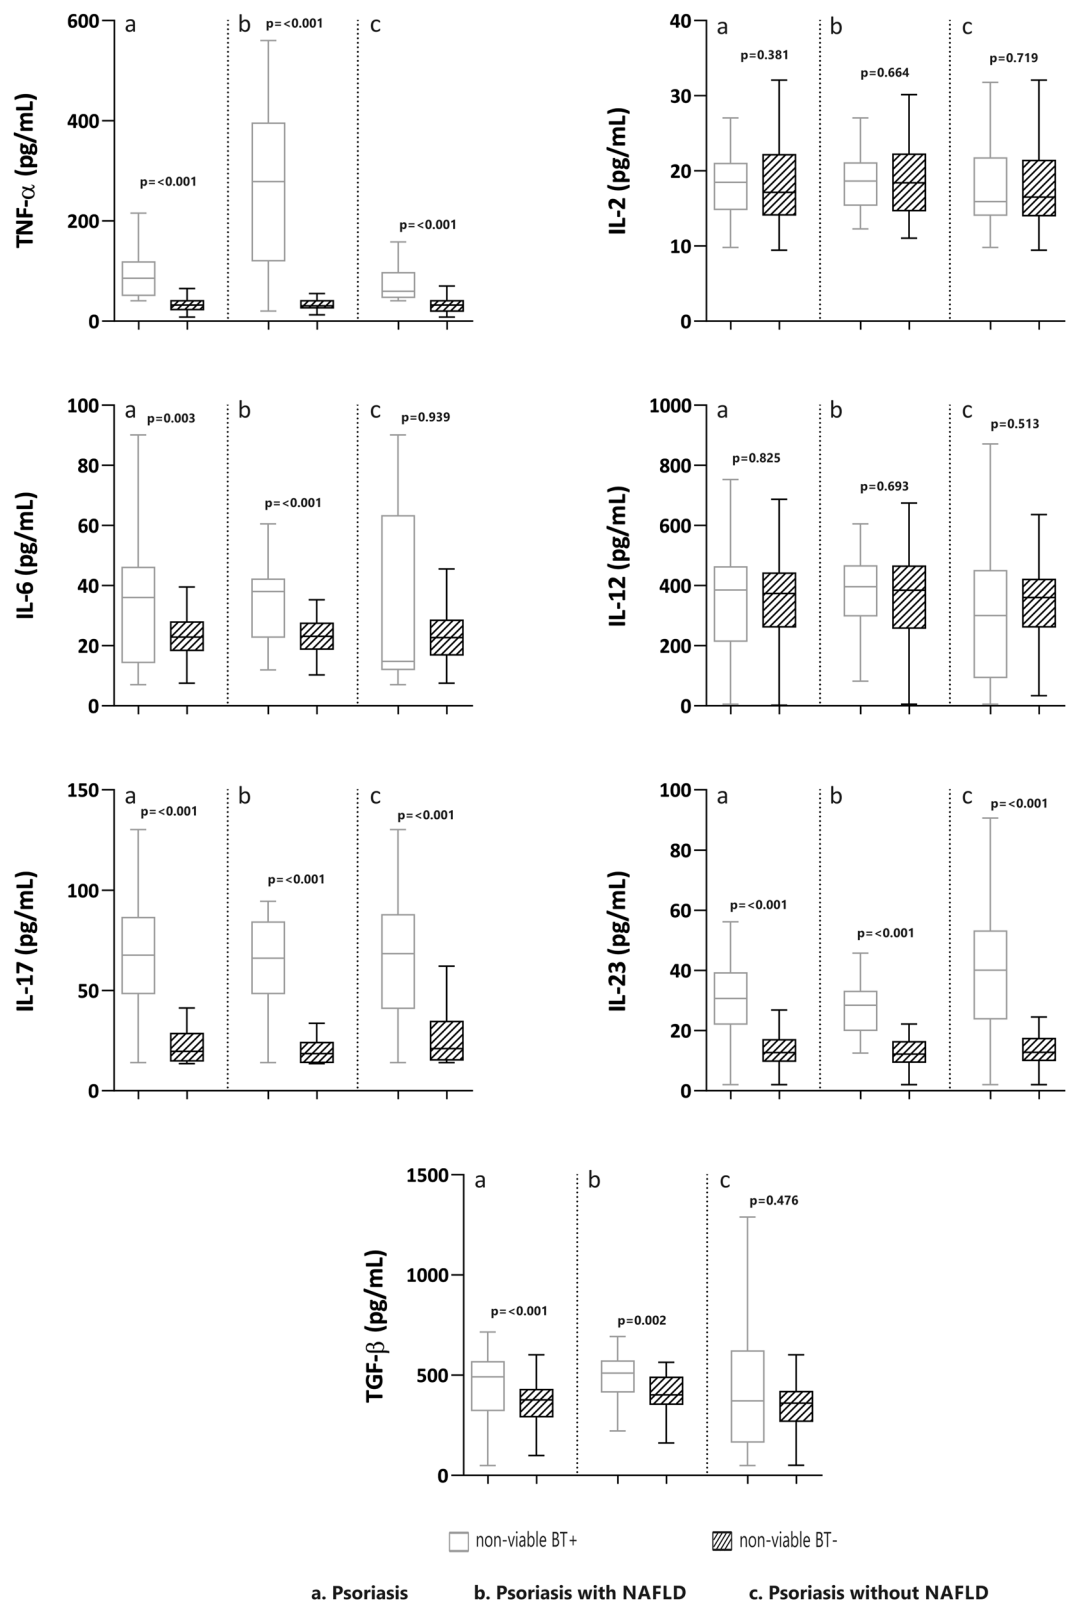 TNF-α (pg/mL)
600
400
200
0
a
b
c
p=<0.001
p=<0.001
p=<0.001
IL-2 (pg/mL)
40
30
20
10
0
a
b
c
p=0.381
p=0.664
p=0.719
IL-6 (pg/mL)
100
80
60
40
20
0
a
b
c
p=0.003
p=<0.001
p=0.939
IL-12 (pg/mL)
1000
800
600
400
200
0
a
b
c
p=0.825
p=0.693
p=0.513
IL-17 (pg/mL)
150
100
50
0
a
b
c
p=<0.001
p=<0.001
p=<0.001
IL-23 (pg/mL)
100
80
60
40
20
0
a
b
c
p=<0.001
p=<0.001
p=<0.001
TGF-β (pg/mL)
1500
1000
500
0
a
b
c
p=<0.001
p=0.002
p=0.476
non-viable BT+
non-viable BT-
a. Psoriasis
b. Psoriasis with NAFLD
c. Psoriasis without NAFLD